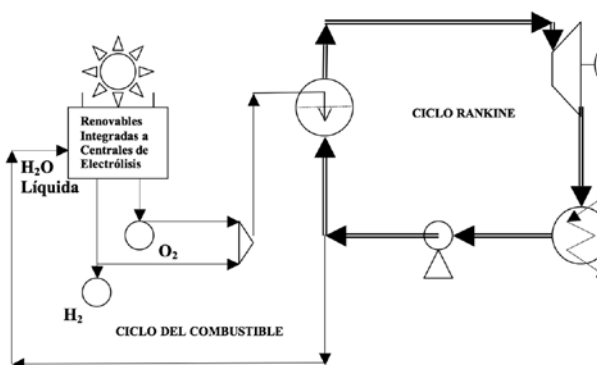 Renovables
Integradas a
Centrales de
Electrólisis
H₂O
Líquida
O₂
H₂
CICLO DEL COMBUSTIBLE
CICLO RANKINE